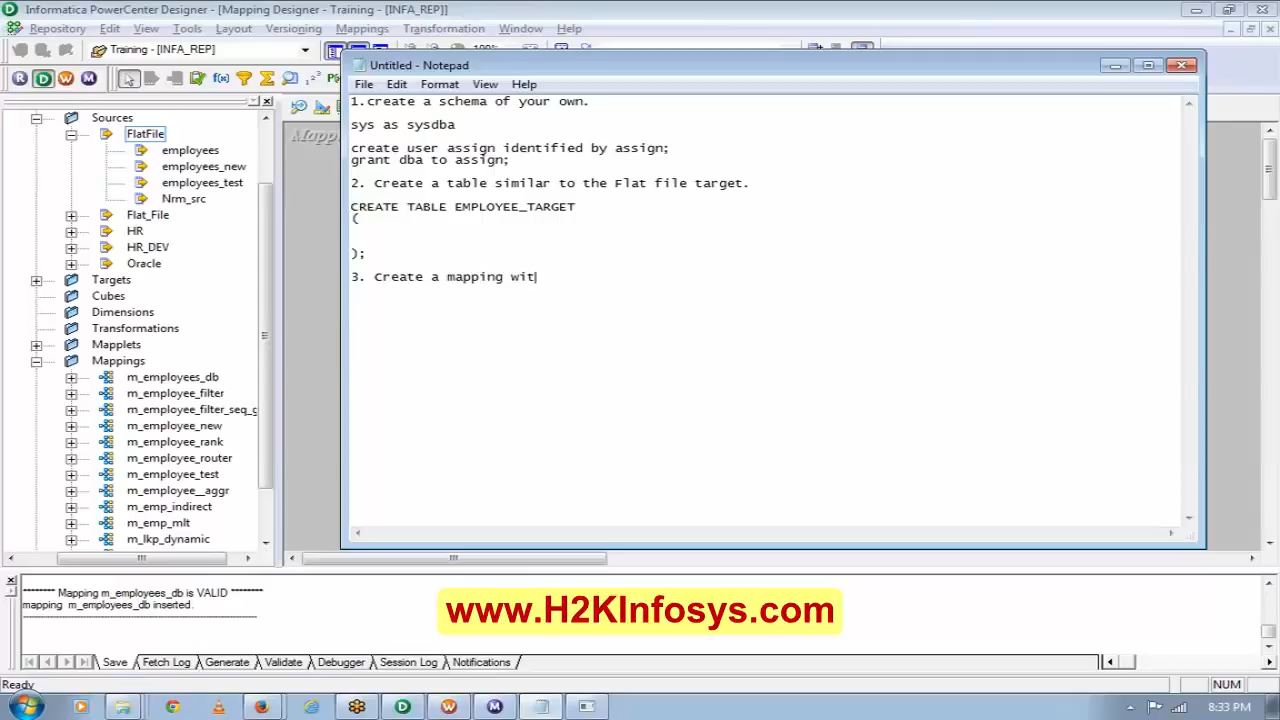 Informatica PowerCenter Designer - [Mapping Designer - Training - [INFA_REP]]
Repository Edit View Tools Layout Versioning Mappings Transformation Window Help
Training - [INFA_REP]
100%
R D W M f(x)
Untitled - Notepad
File Edit Format View Help
1.create a schema of your own.
sys as sysdba
create user assign identified by assign;
grant dba to assign;
2. Create a table similar to the Flat file target.
CREATE TABLE EMPLOYEE_TARGET
(
);
3. Create a mapping wit
Sources
FlatFile
employees
employees_new
employees_test
Nrm_src
Flat_File
HR
HR_DEV
Oracle
Targets
Cubes
Dimensions
Transformations
Mapplets
Mappings
m_employees_db
m_employee_filter
m_employee_filter_seq_g
m_employee_new
m_employee_rank
m_employee_router
m_employee_test
m_employee__aggr
m_emp_indirect
m_emp_mlt
m_lkp_dynamic
Mapp
-------- Mapping m_employees_db is VALID --------
mapping m_employees_db inserted.
www.H2KInfosys.com
Save Fetch Log Generate Validate Debugger Session Log Notifications
Ready
NUM
8:33 PM